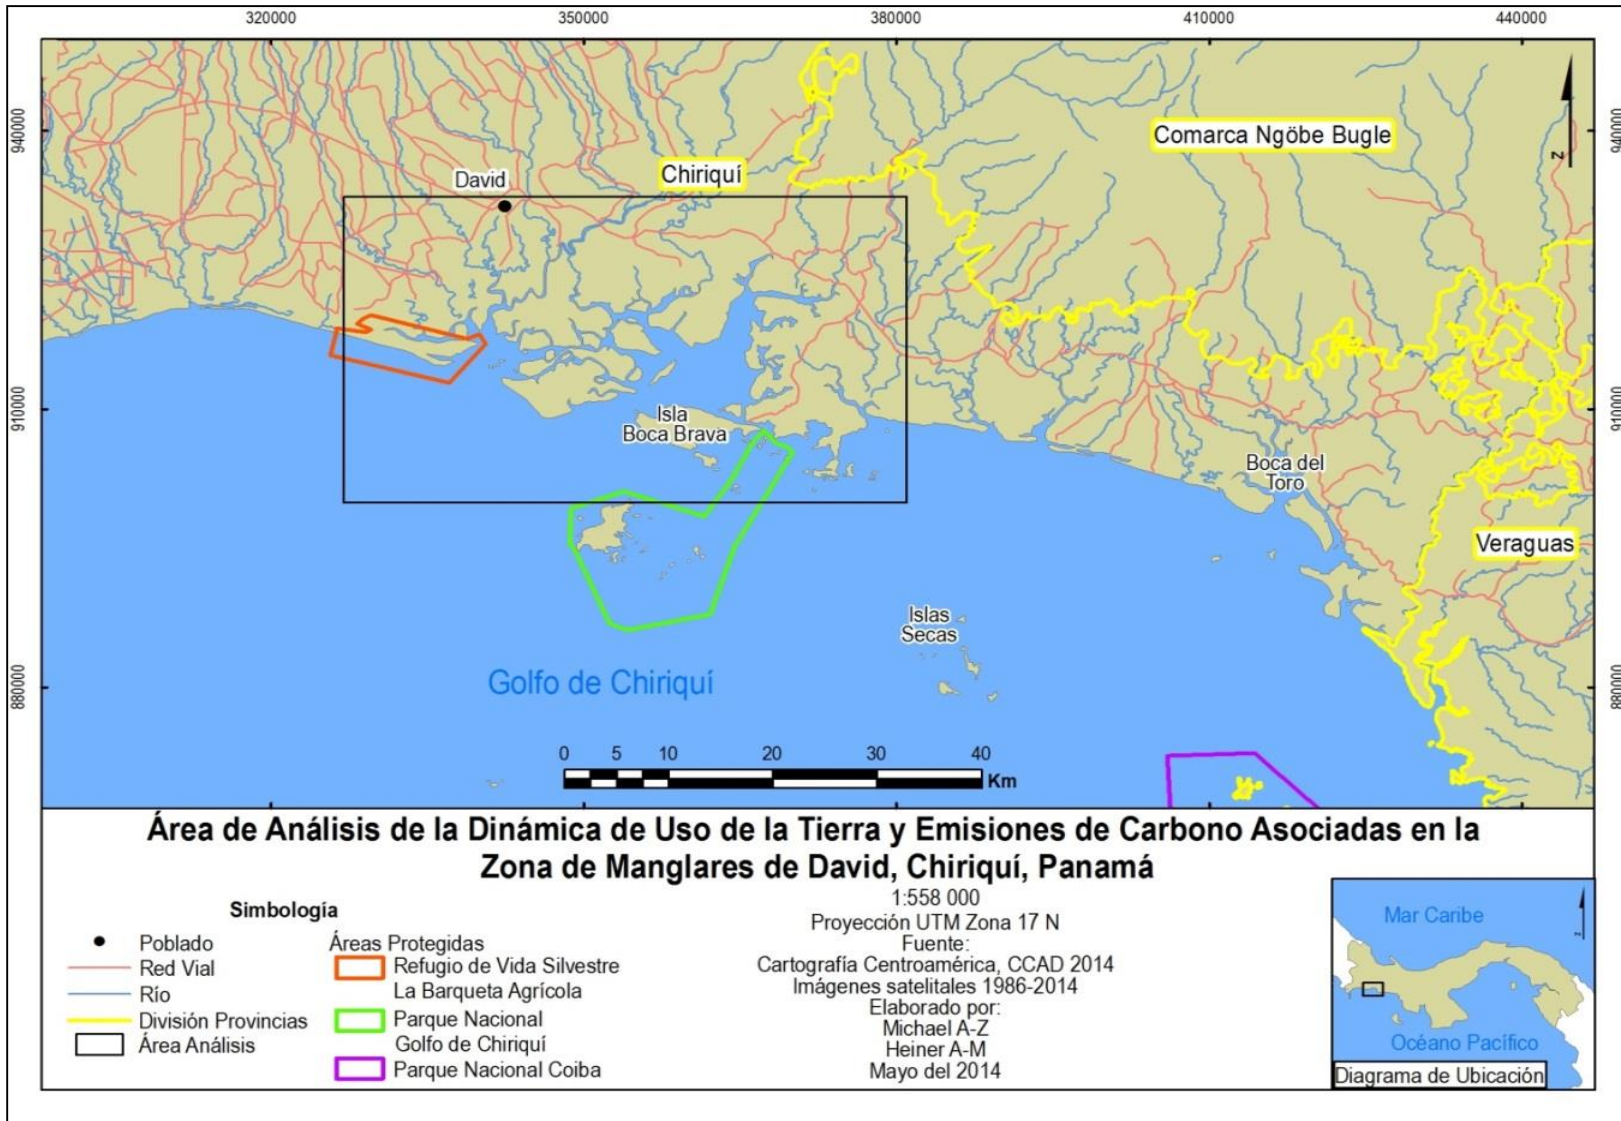 320000
350000
380000
410000
440000
940000
940000
Comarca Ngöbe Bugle
Chiriquí
David
N
910000
910000
Isla
Boca Brava
Boca del
Toro
Veraguas
Islas
Secas
880000
880000
Golfo de Chiriquí
0 5 10 20 30 40
Km
Área de Análisis de la Dinámica de Uso de la Tierra y Emisiones de Carbono Asociadas en la
Zona de Manglares de David, Chiriquí, Panamá
Simbología
Poblado
Red Vial
Río
División Provincias
Área Análisis
Áreas Protegidas
Refugio de Vida Silvestre
La Barqueta Agrícola
Parque Nacional
Golfo de Chiriquí
Parque Nacional Coiba
1:558 000
Proyección UTM Zona 17 N
Fuente:
Cartografía Centroamérica, CCAD 2014
Imágenes satelitales 1986-2014
Elaborado por:
Michael A-Z
Heiner A-M
Mayo del 2014
Mar Caribe
N
Océano Pacífico
Diagrama de Ubicación